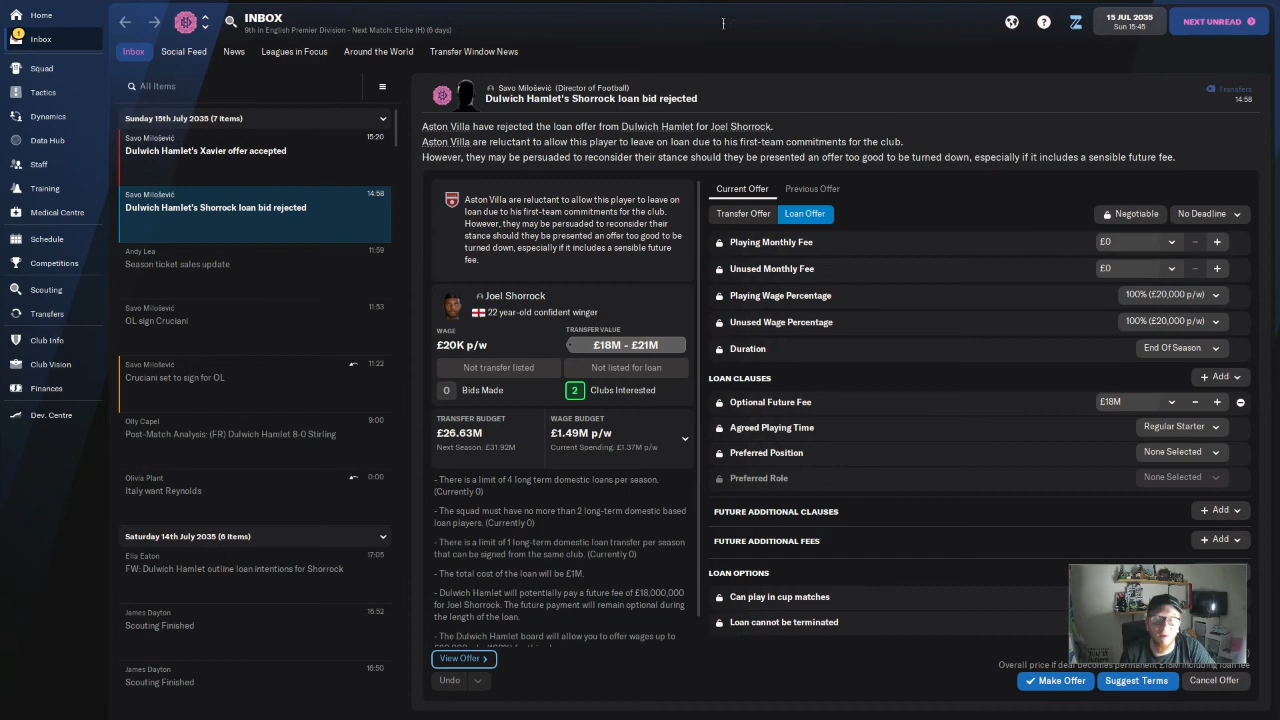 Home
Inbox
1
Squad
Tactics
Dynamics
Data Hub
Staff
Training
Medical Centre
Schedule
Competitions
Scouting
Transfers
Club Info
Club Vision
Finances
Dev. Centre
INBOX
9th in English Premier Division - Next Match: Elche (H) (6 days)
15 JUL 2035
Sun 15:45
NEXT UNREAD
Inbox
Social Feed
News
Leagues in Focus
Around the World
Transfer Window News
All Items
Sunday 15th July 2035 (7 items)
Savo Milošević 15:20
Dulwich Hamlet's Xavier offer accepted
Savo Milošević 14:58
Dulwich Hamlet's Shorrock loan bid rejected
Andy Lea 11:59
Season ticket sales update
Savo Milošević 11:53
OL sign Cruciani
Savo Milošević 11:22
Cruciani set to sign for OL
Olly Capel 9:00
Post-Match Analysis: (FR) Dulwich Hamlet 8-0 Stirling
Olivia Plant 0:00
Italy want Reynolds
Saturday 14th July 2035 (6 items)
Ella Eaton 17:05
FW: Dulwich Hamlet outline loan intentions for Shorrock
James Dayton 16:52
Scouting Finished
James Dayton 16:50
Scouting Finished
Savo Milošević (Director of Football)
Dulwich Hamlet's Shorrock loan bid rejected
Transfers
14:58
Aston Villa have rejected the loan offer from Dulwich Hamlet for Joel Shorrock.
Aston Villa are reluctant to allow this player to leave on loan due to his first-team commitments for the club.
However, they may be persuaded to reconsider their stance should they be presented an offer too good to be turned down, especially if it includes a sensible future fee.
Aston Villa are reluctant to allow this player to leave on
loan due to his first-team commitments for the club.
However, they may be persuaded to reconsider their
stance should they be presented an offer too good to be
turned down, especially if it includes a sensible future
fee.
Joel Shorrock
22 year-old confident winger
WAGE
£20K p/w
TRANSFER VALUE
£18M - £21M
Not transfer listed
Not listed for loan
0 Bids Made
2 Clubs Interested
TRANSFER BUDGET
£26.63M
Next Season: £31.92M
WAGE BUDGET
£1.49M p/w
Current Spending: £1.37M p/w
- There is a limit of 4 long term domestic loans per season.
(Currently 0)
- The squad must have no more than 2 long-term domestic based
loan players. (Currently 0)
- There is a limit of 1 long-term domestic loan transfer per season
that can be signed from the same club. (Currently 0)
- The total cost of the loan will be £1M.
- Dulwich Hamlet will potentially pay a future fee of £18,000,000
for Joel Shorrock. The future payment will remain optional during
the length of the loan.
- The Dulwich Hamlet board will allow you to offer wages up to
View Offer
Undo
Current Offer
Previous Offer
Transfer Offer
Loan Offer
Negotiable
No Deadline
Playing Monthly Fee £0
Unused Monthly Fee £0
Playing Wage Percentage 100% (£20,000 p/w)
Unused Wage Percentage 100% (£20,000 p/w)
Duration End Of Season
LOAN CLAUSES + Add
Optional Future Fee £18M
Agreed Playing Time Regular Starter
Preferred Position None Selected
Preferred Role None Selected
FUTURE ADDITIONAL CLAUSES + Add
FUTURE ADDITIONAL FEES + Add
LOAN OPTIONS
Can play in cup matches
Loan cannot be terminated
Overall price if deal becomes permanent £18M including loan fee
Make Offer
Suggest Terms
Cancel Offer